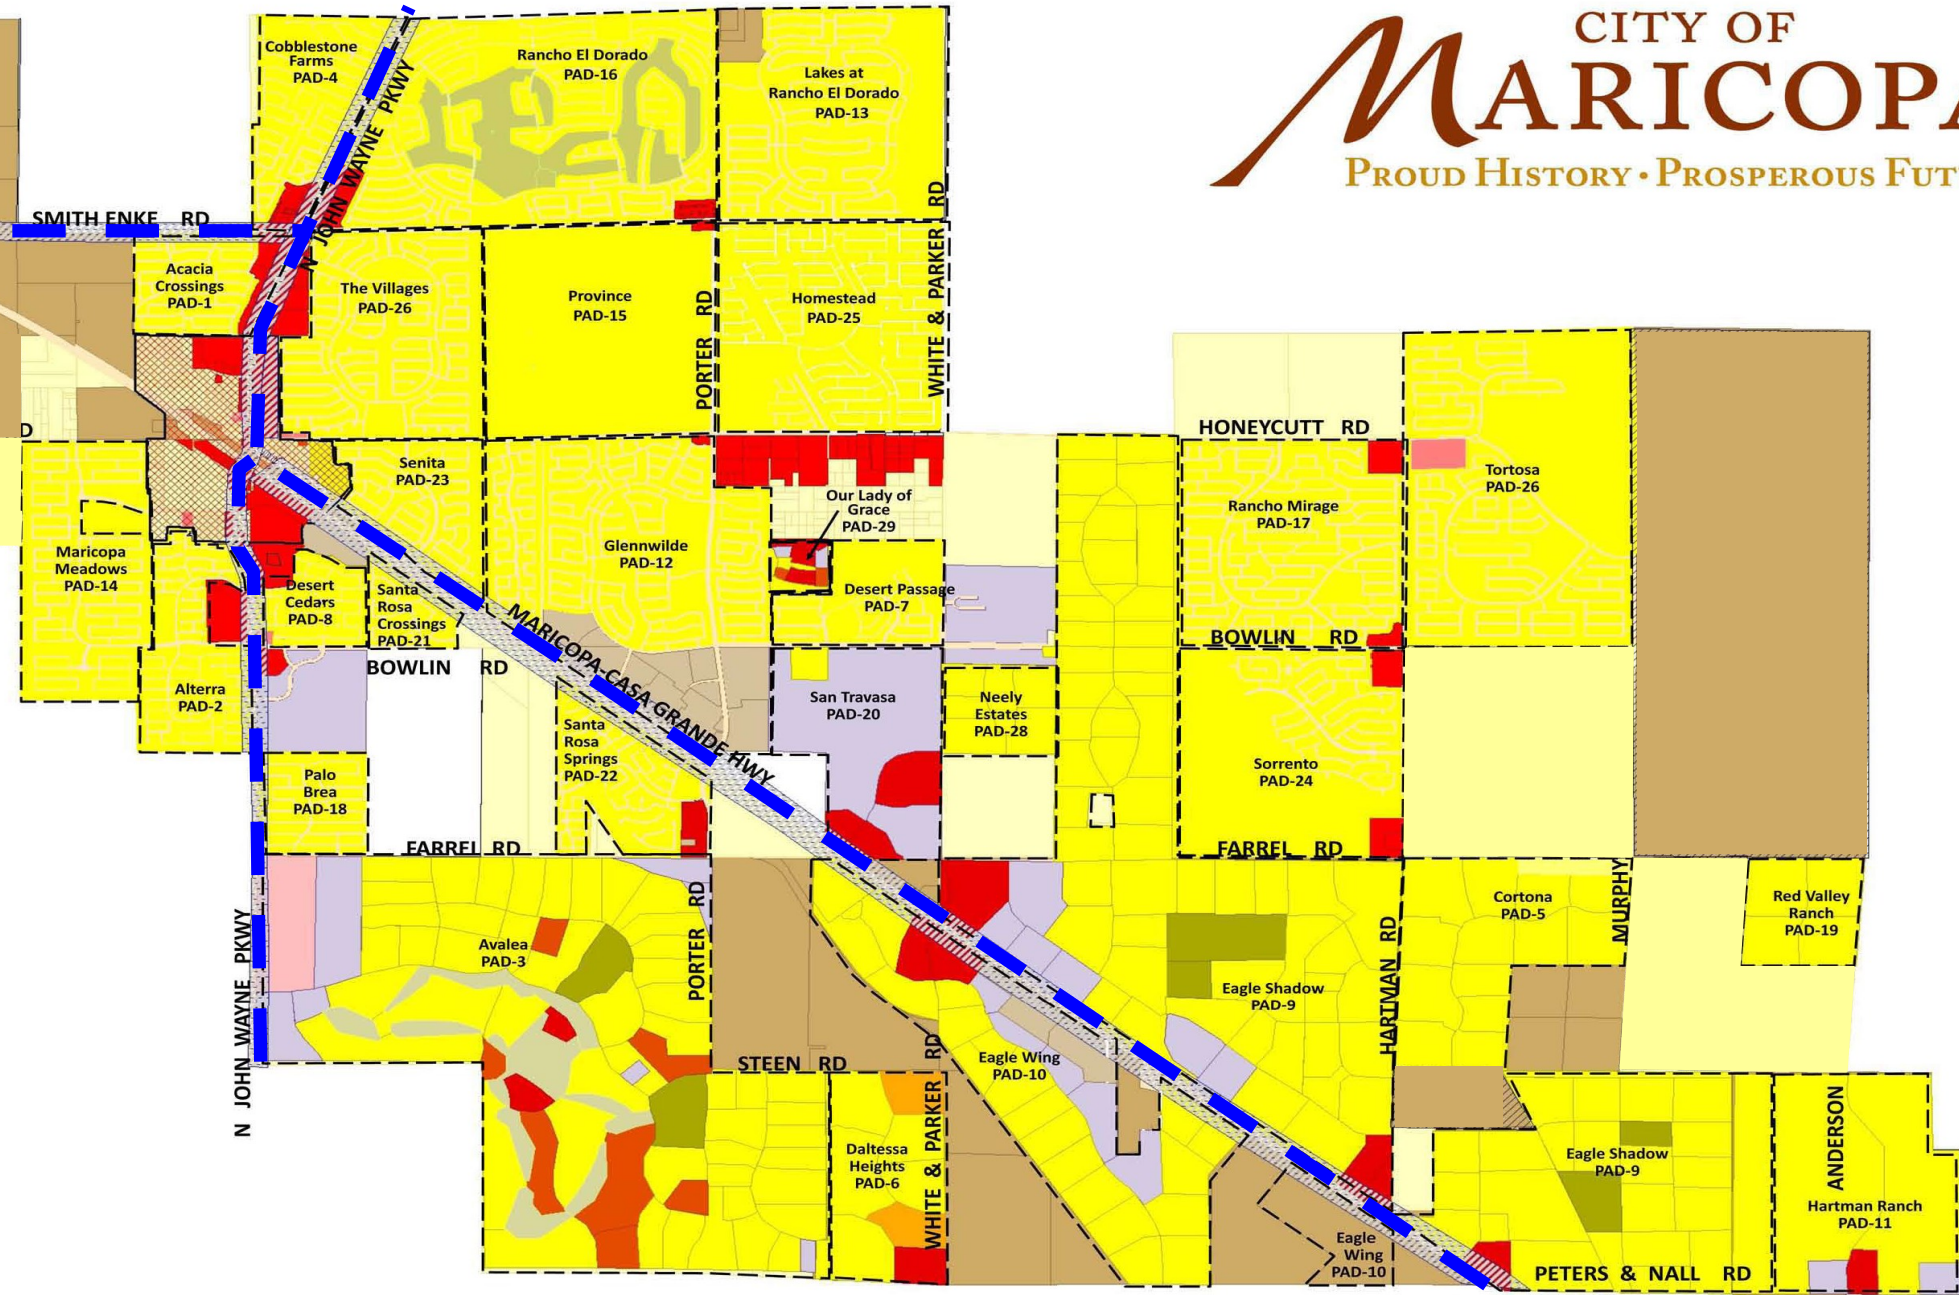 CITY OF
MARICOPA
PROUD HISTORY • PROSPEROUS FUT
Cobblestone
Farms
PAD-4
N JOHN WAYNE PKWY
Rancho El Dorado
PAD-16
Lakes at
Rancho El Dorado
PAD-13
SMITH ENKE RD
Acacia
Crossings
PAD-1
The Villages
PAD-26
Province
PAD-15
PORTER RD
Homestead
PAD-25
WHITE & PARKER RD
D
HONEYCUTT RD
Senita
PAD-23
Our Lady of
Grace
PAD-29
Rancho Mirage
PAD-17
Tortosa
PAD-26
Maricopa
Meadows
PAD-14
Desert
Cedars
PAD-8
Santa
Rosa
Crossings
PAD-21
Glennwilde
PAD-12
Desert Passage
PAD-7
BOWLIN RD
BOWLIN RD
MARICOPA-CASA GRANDE HWY
Alterra
PAD-2
San Travasa
PAD-20
Neely
Estates
PAD-28
Santa
Rosa
Springs
PAD-22
Sorrento
PAD-24
Palo
Brea
PAD-18
FARREL RD
FARREL RD
N JOHN WAYNE PKWY
Avalea
PAD-3
PORTER RD
Eagle Shadow
PAD-9
HARTMAN RD
Cortona
PAD-5
MURPHY
Red Valley
Ranch
PAD-19
STEEN RD
Eagle Wing
PAD-10
Daltessa
Heights
PAD-6
WHITE & PARKER RD
Eagle Shadow
PAD-9
ANDERSON
Hartman Ranch
PAD-11
Eagle
Wing
PAD-10
PETERS & NALL RD